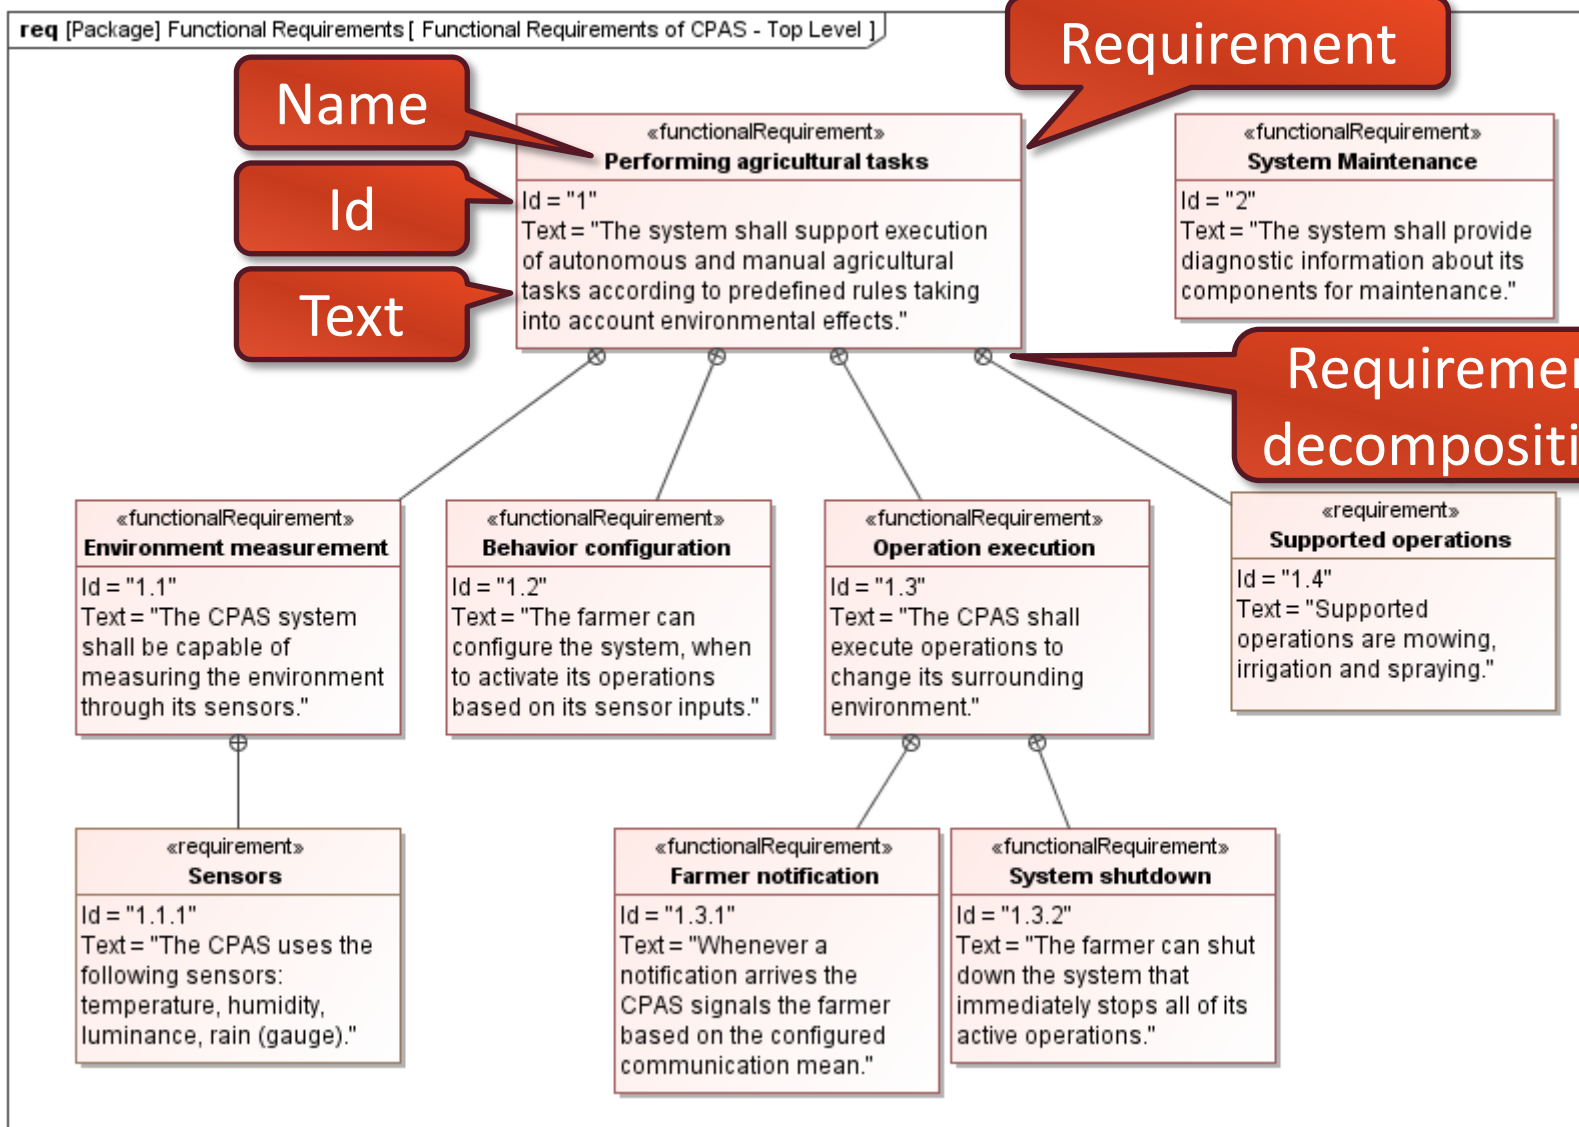 req [Package] Functional Requirements [ Functional Requirements of CPAS - Top Level ]
Requirement
Name
Id
Text
«functionalRequirement»
Performing agricultural tasks
Id = "1"
Text = "The system shall support execution
of autonomous and manual agricultural
tasks according to predefined rules taking
into account environmental effects."
«functionalRequirement»
System Maintenance
Id = "2"
Text = "The system shall provide
diagnostic information about its
components for maintenance."
«functionalRequirement»
Environment measurement
Id = "1.1"
Text = "The CPAS system
shall be capable of
measuring the environment
through its sensors."
«functionalRequirement»
Behavior configuration
Id = "1.2"
Text = "The farmer can
configure the system, when
to activate its operations
based on its sensor inputs."
«functionalRequirement»
Operation execution
Id = "1.3"
Text = "The CPAS shall
execute operations to
change its surrounding
environment."
«requirement»
Supported operations
Id = "1.4"
Text = "Supported
operations are mowing,
irrigation and spraying."
«requirement»
Sensors
Id = "1.1.1"
Text = "The CPAS uses the
following sensors:
temperature, humidity,
luminance, rain (gauge)."
«functionalRequirement»
Farmer notification
Id = "1.3.1"
Text = "Whenever a
notification arrives the
CPAS signals the farmer
based on the configured
communication mean."
«functionalRequirement»
System shutdown
Id = "1.3.2"
Text = "The farmer can shut
down the system that
immediately stops all of its
active operations."